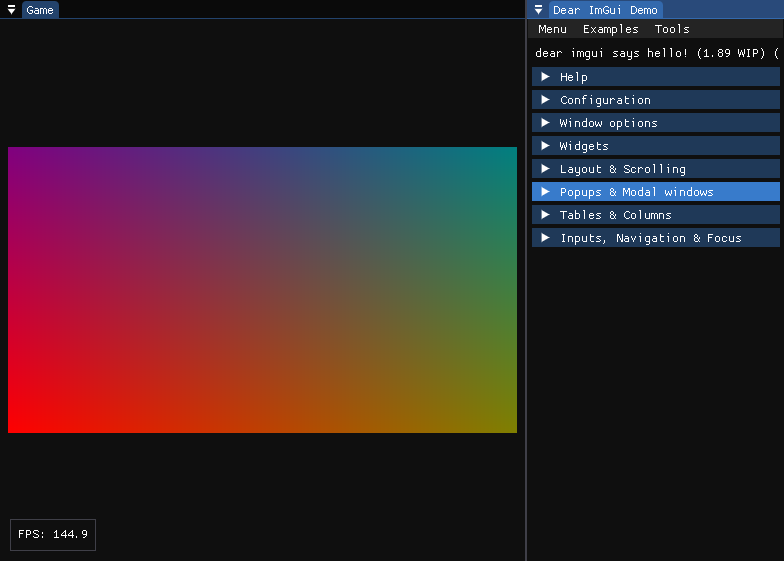 Game
Dear ImGui Demo
Menu Examples Tools
dear imgui says hello! (1.89 WIP) (
Help
Configuration
Window options
Widgets
Layout & Scrolling
Popups & Modal windows
Tables & Columns
Inputs, Navigation & Focus
FPS: 144.9